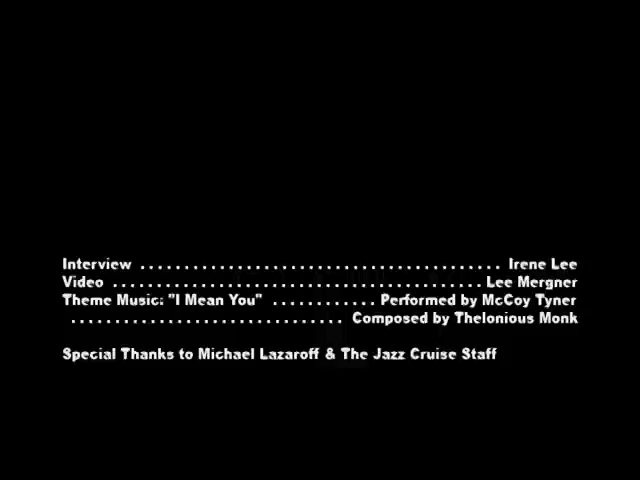 Interview ......................................... Irene Lee
Video .......................................... Lee Mergner
Theme Music: "I Mean You" ............ Performed by McCoy Tyner
............................... Composed by Thelonious Monk
Special Thanks to Michael Lazaroff & The Jazz Cruise Staff